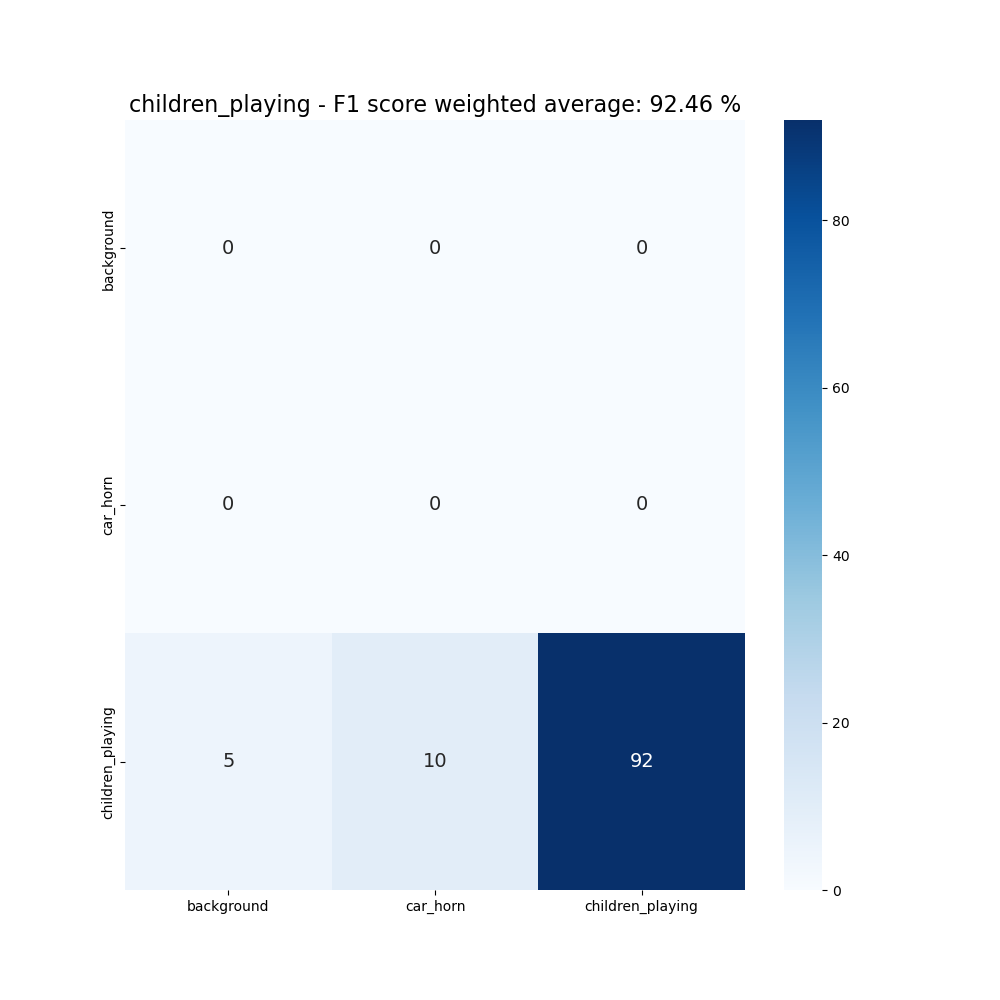 children_playing - F1 score weighted average: 92.46 %
background
0 0 0
car_horn
0 0 0
children_playing
5 10 92
background car_horn children_playing
80
60
40
20
0